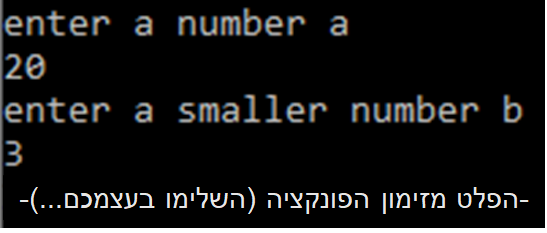 enter a number a
20
enter a smaller number b
3
-הפלט מזימון הפונקציה (השלימו בעצמכם...)-